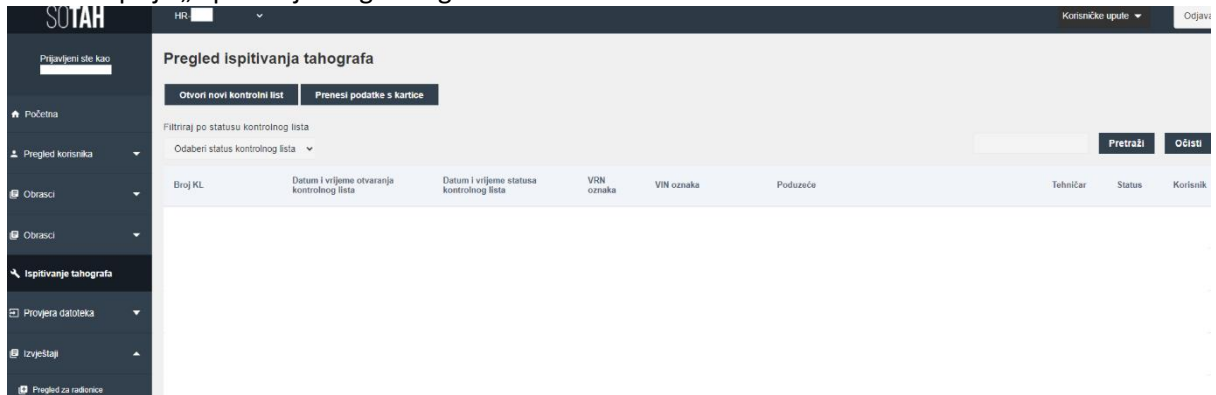 SOTAH
HR-
Korisničke upute
Odjava
Prijavljeni ste kao
Pregled ispitivanja tahografa
Otvori novi kontrolni list
Prenesi podatke s kartice
Početna
Filtriraj po statusu kontrolnog lista
Odaberi status kontrolnog lista
Pretraži
Očisti
Pregled korisnika
Broj KL
Datum i vrijeme otvaranja
kontrolnog lista
Datum i vrijeme statusa
kontrolnog lista
VRN
oznaka
VIN oznaka
Poduzeće
Tehničar
Status
Korisnik
Obrasci
Obrasci
Ispitivanje tahografa
Provjera datoteka
Izvještaji
Pregled za radionice